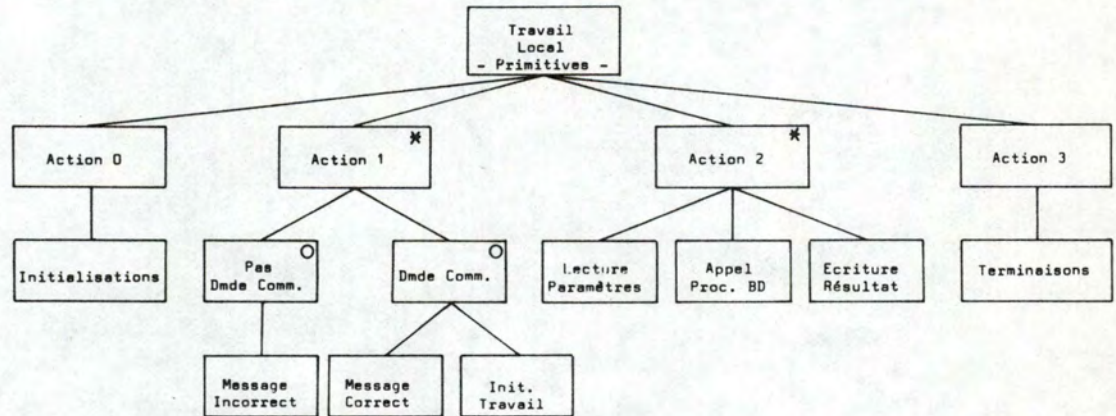 Travail
Local
- Primitives -
Action 0
Action 1 *
Action 2 *
Action 3
Initialisations
Pas
Dmde Comm.
Dmde Comm.
Lecture
Paramètres
Appel
Proc. BD
Ecriture
Résultat
Terminaisons
Message
Incorrect
Message
Correct
Init.
Travail